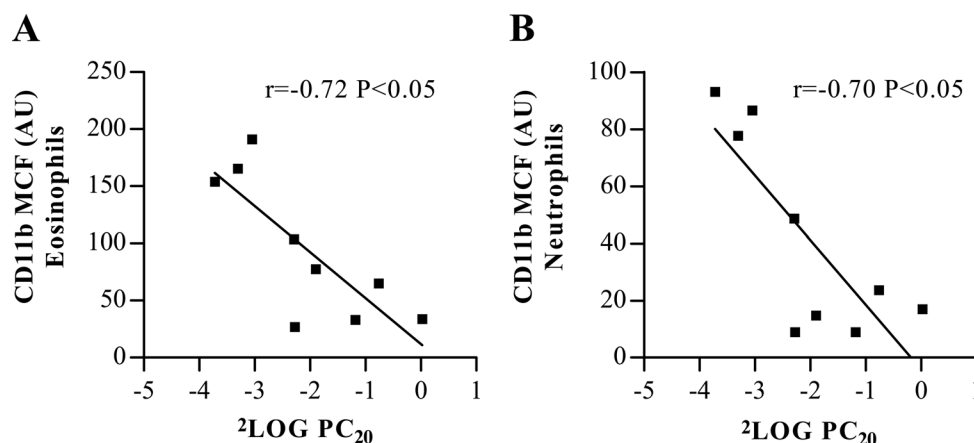 A
r=-0.72 P<0.05
CD11b MCF (AU)
Eosinophils
250
200
150
100
50
0
-5 -4 -3 -2 -1 0 1
²LOG PC₂₀
B
r=-0.70 P<0.05
CD11b MCF (AU)
Neutrophils
100
80
60
40
20
0
-5 -4 -3 -2 -1 0
²LOG PC₂₀